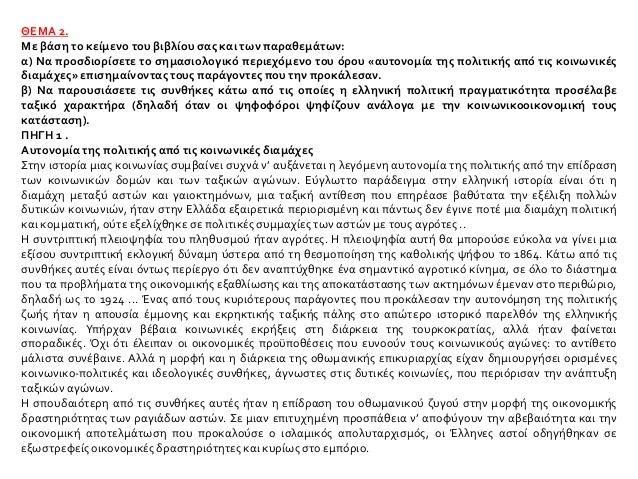 ΘΕΜΑ 2.
Με βάση το κείμενο του βιβλίου σας και των παραθεμάτων:
α) Να προσδιορίσετε το σημασιολογικό περιεχόμενο του όρου «αυτονομία της πολιτικής από τις κοινωνικές
διαμάχες» επισημαίνοντας τους παράγοντες που την προκάλεσαν.
β) Να παρουσιάσετε τις συνθήκες κάτω από τις οποίες η ελληνική πολιτική πραγματικότητα προσέλαβε
ταξικό χαρακτήρα (δηλαδή όταν οι ψηφοφόροι ψηφίζουν ανάλογα με την κοινωνικοοικονομική τους
κατάσταση).
ΠΗΓΗ 1 .
Αυτονομία της πολιτικής από τις κοινωνικές διαμάχες
Στην ιστορία μιας κοινωνίας συμβαίνει συχνά ν’ αυξάνεται η λεγόμενη αυτονομία της πολιτικής από την επίδραση
των κοινωνικών δομών και των ταξικών αγώνων. Εύγλωττο παράδειγμα στην ελληνική ιστορία είναι ότι η
διαμάχη μεταξύ αστών και γαιοκτημόνων, μια ταξική αντίθεση που επηρέασε βαθύτατα την εξέλιξη πολλών
δυτικών κοινωνιών, ήταν στην Ελλάδα εξαιρετικά περιορισμένη και πάντως δεν έγινε ποτέ μια διαμάχη πολιτική
και κομματική, ούτε εξελίχθηκε σε πολιτικές συμμαχίες των αστών με τους αγρότες . .
Η συντριπτική πλειοψηφία του πληθυσμού ήταν αγρότες. Η πλειοψηφία αυτή θα μπορούσε εύκολα να γίνει μια
εξίσου συντριπτική εκλογική δύναμη ύστερα από τη θεσμοποίηση της καθολικής ψήφου το 1864. Κάτω από τις
συνθήκες αυτές είναι όντως περίεργο ότι δεν αναπτύχθηκε ένα σημαντικό αγροτικό κίνημα, σε όλο το διάστημα
που τα προβλήματα της οικονομικής εξαθλίωσης και της αποκατάστασης των ακτημόνων έμεναν στο περιθώριο,
δηλαδή ως το 1924 ... Ένας από τους κυριότερους παράγοντες που προκάλεσαν την αυτονόμηση της πολιτικής
ζωής ήταν η απουσία έμμονης και εκρηκτικής ταξικής πάλης στο απώτερο ιστορικό παρελθόν της ελληνικής
κοινωνίας. Υπήρχαν βέβαια κοινωνικές εκρήξεις στη διάρκεια της τουρκοκρατίας, αλλά ήταν φαίνεται
σποραδικές. Όχι ότι έλειπαν οι οικονομικές προϋποθέσεις που ευνοούν τους κοινωνικούς αγώνες: το αντίθετο
μάλιστα συνέβαινε. Αλλά η μορφή και η διάρκεια της οθωμανικής επικυριαρχίας είχαν δημιουργήσει ορισμένες
κοινωνικο-πολιτικές και ιδεολογικές συνθήκες, άγνωστες στις δυτικές κοινωνίες, που περιόρισαν την ανάπτυξη
ταξικών αγώνων.
Η σπουδαιότερη από τις συνθήκες αυτές ήταν η επίδραση του οθωμανικού ζυγού στην μορφή της οικονομικής
δραστηριότητας των ραγιάδων αστών. Σε μιαν επιτυχημένη προσπάθεια ν’ αποφύγουν την αβεβαιότητα και την
οικονομική αποτελμάτωση που προκαλούσε ο ισλαμικός απολυταρχισμός, οι Έλληνες αστοί οδηγήθηκαν σε
εξωστρεφείς οικονομικές δραστηριότητες και κυρίως στο εμπόριο.